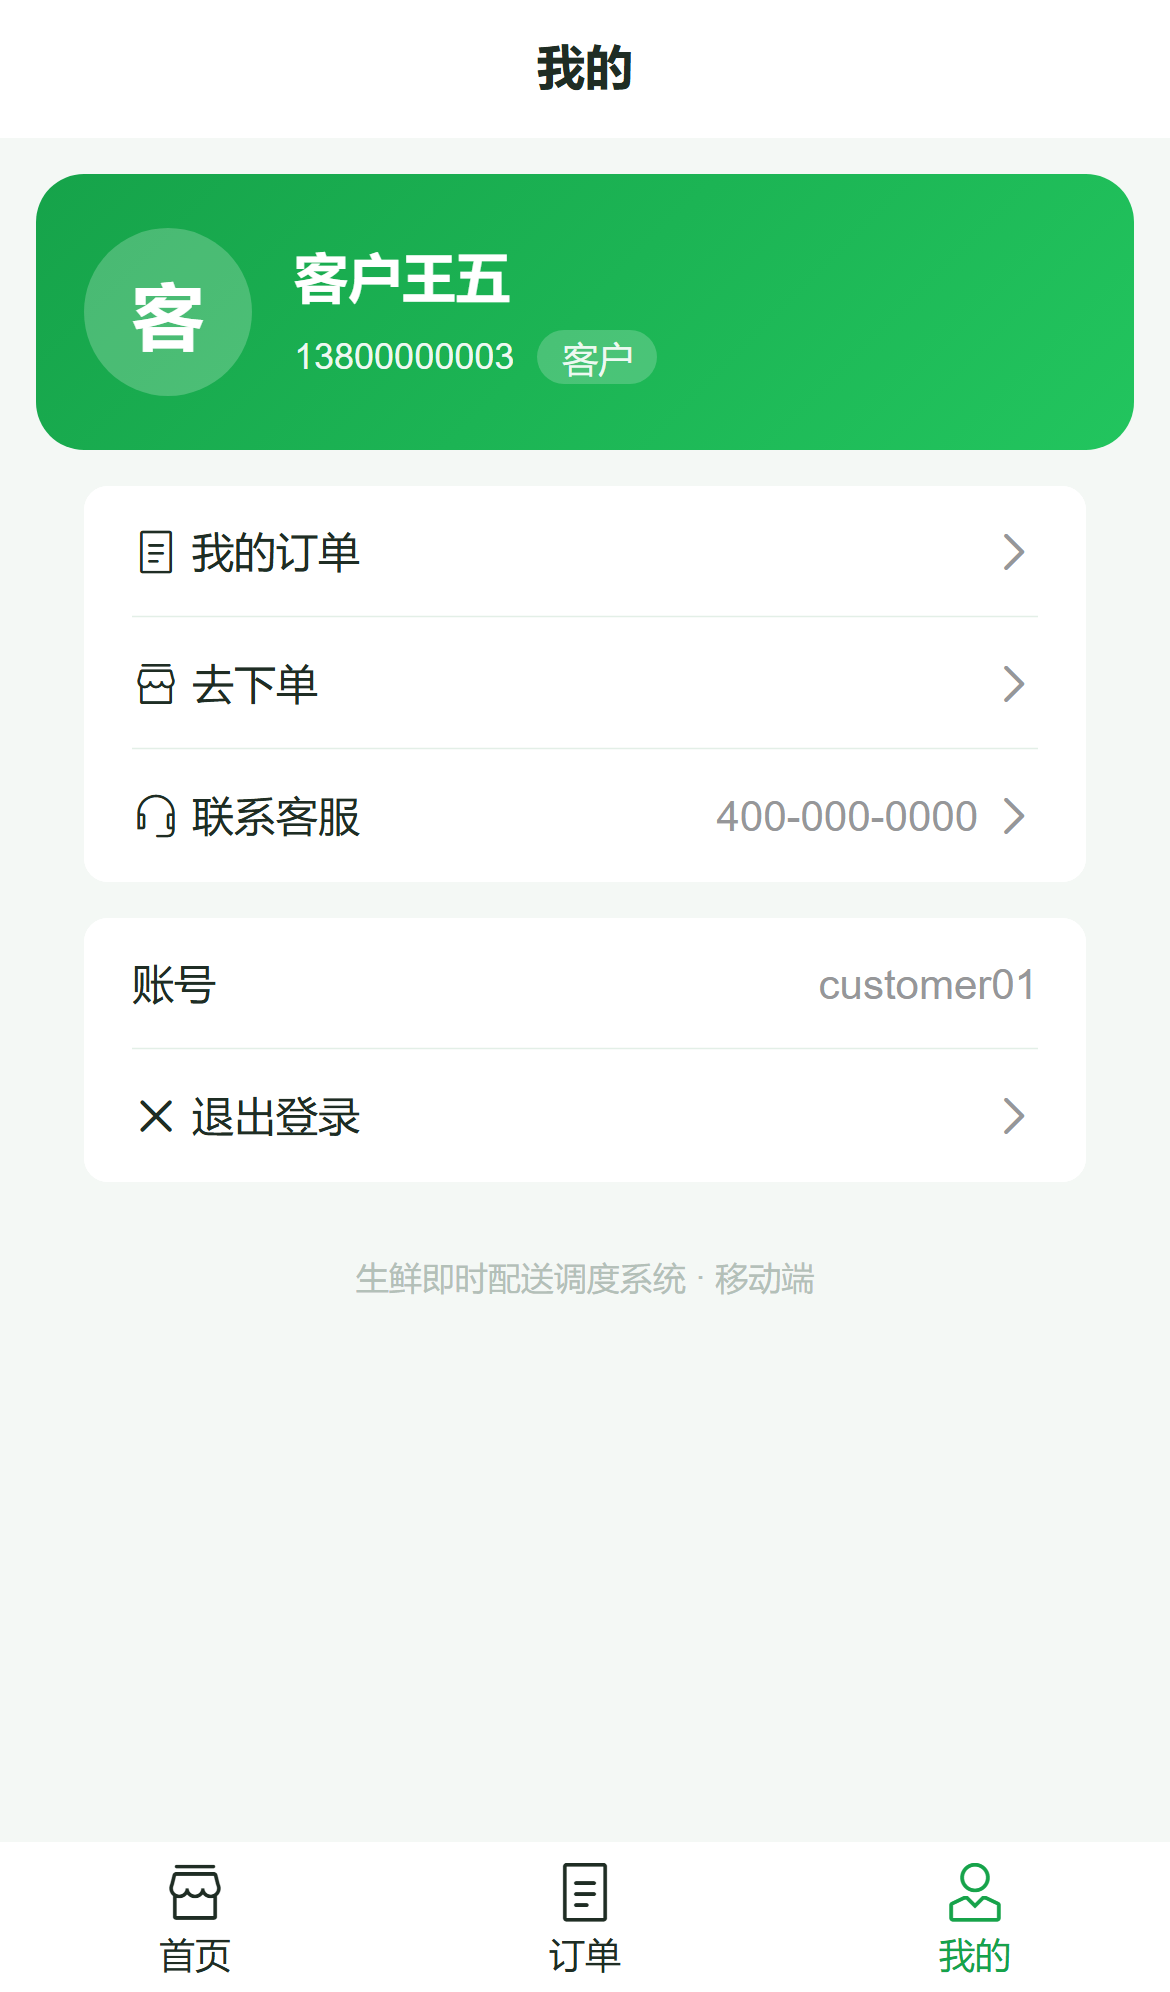 我的
客
客户王五
13800000003 客户
我的订单
去下单
联系客服 400-000-0000
账号 customer01
退出登录
生鲜即时配送调度系统 · 移动端
首页 订单 我的